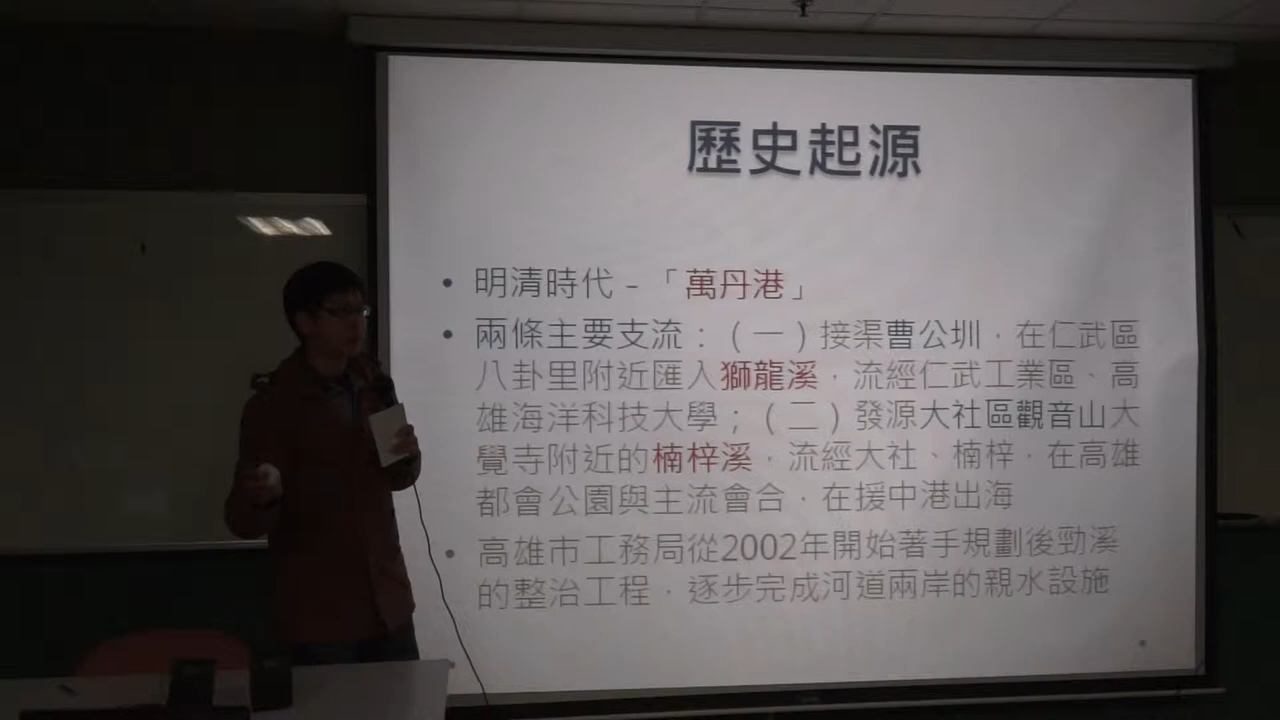 歷史起源
• 明清時代 - 「萬丹港」
• 兩條主要支流：（一）接渠曹公圳，在仁武區
八卦里附近匯入獅龍溪，流經仁武工業區、高
雄海洋科技大學；（二）發源大社區觀音山大
覺寺附近的楠梓溪，流經大社、楠梓，在高雄
都會公園與主流會合，在援中港出海
• 高雄市工務局從2002年開始著手規劃後勁溪
的整治工程，逐步完成河道兩岸的親水設施